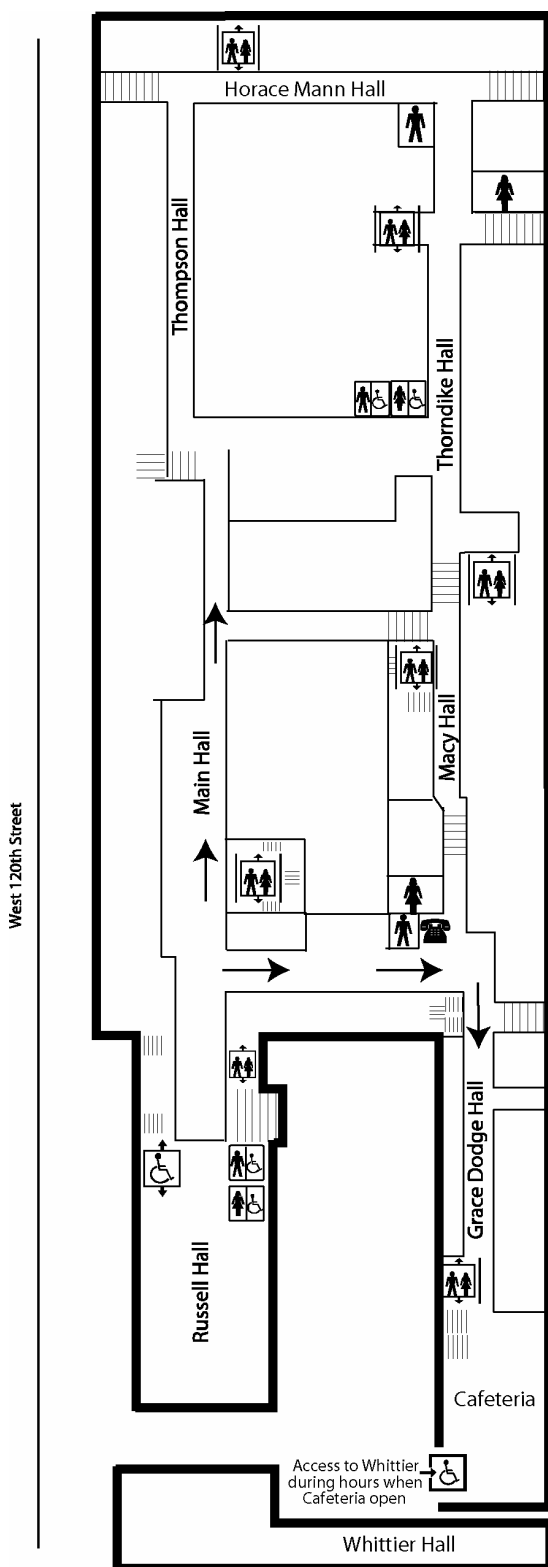 Horace Mann Hall
Thompson Hall
Thorndike Hall
Main Hall
Macy Hall
West 120th Street
Grace Dodge Hall
Russell Hall
Cafeteria
Access to Whittier
during hours when
Cafeteria open
Whittier Hall